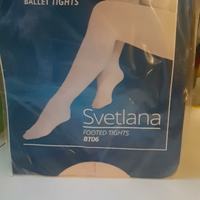 BALLET TIGHTS
Svetlana
FOOTED TIGHTS
BT06